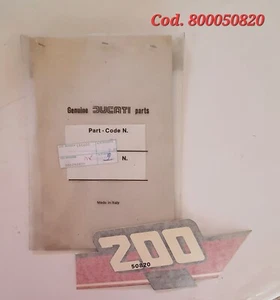 Cod. 800050820
Genuine DUCATI parts
Part-Code N.
N.
Made in Italy
200
50820